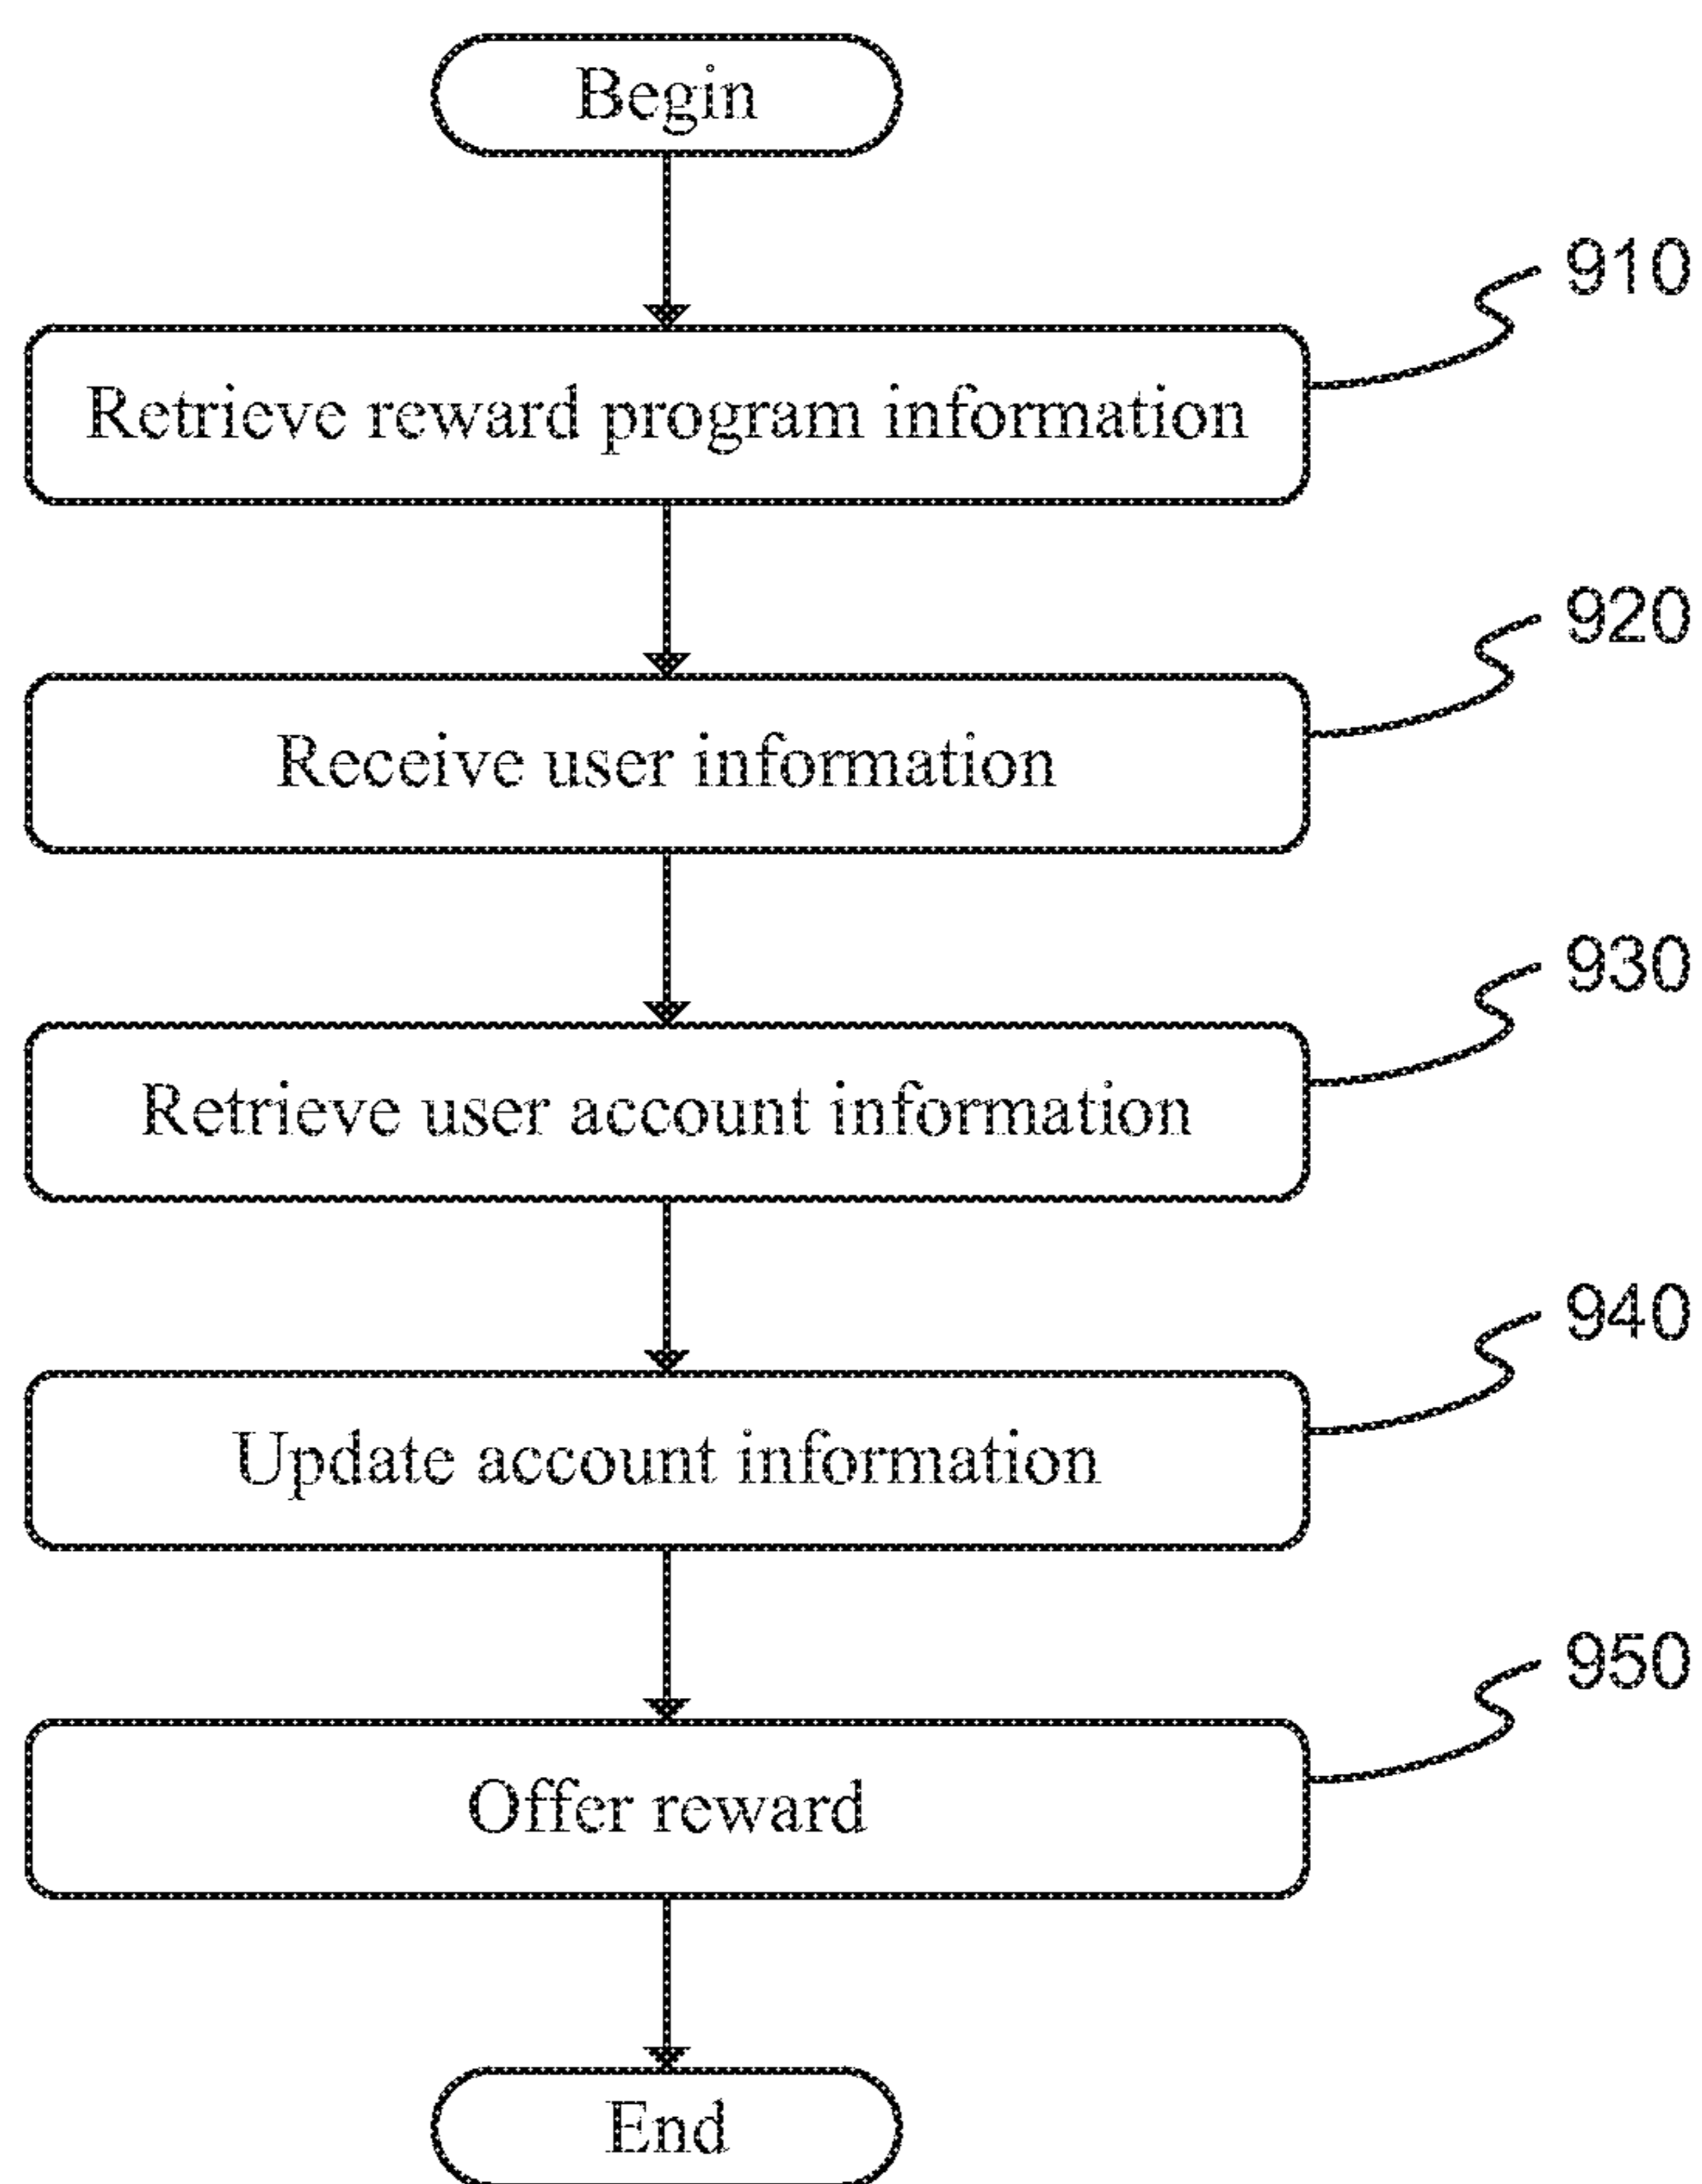 Begin
910
Retrieve reward program information
920
Receive user information
930
Retrieve user account information
940
Update account information
950
Offer reward
End